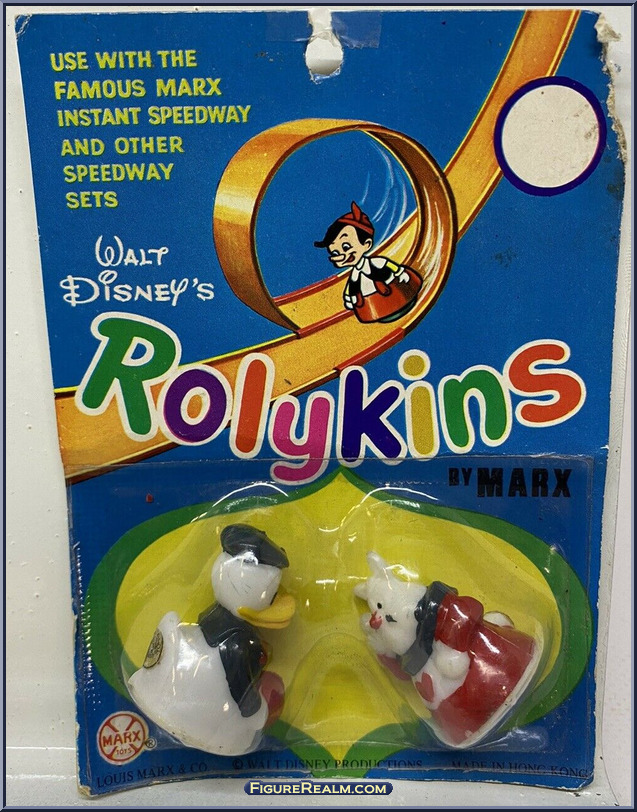 USE WITH THE
FAMOUS MARX
INSTANT SPEEDWAY
AND OTHER
SPEEDWAY
SETS
WALT
DISNEY'S
Rolykins
BY MARX
MARX
TOYS
®
LOUIS MARX & CO. © WALT DISNEY PRODUCTIONS MADE IN HONG KONG
FIGUREREALM.COM